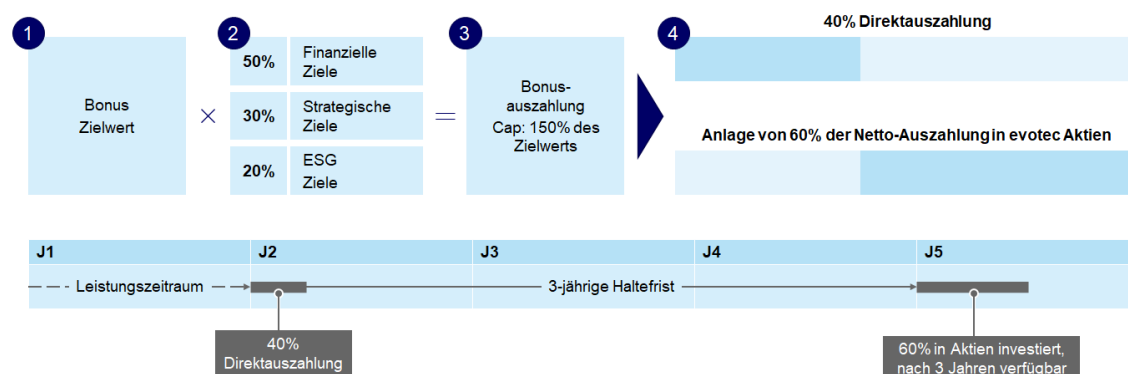 1
Bonus
Zielwert
×
2
50%
Finanzielle
Ziele
30%
Strategische
Ziele
20%
ESG
Ziele
=
3
Bonus-
auszahlung
Cap: 150% des
Zielwerts
4
40% Direktauszahlung
Anlage von 60% der Netto-Auszahlung in evotec Aktien
J1
J2
J3
J4
J5
Leistungszeitraum
3-jährige Haltefrist
40%
Direktauszahlung
60% in Aktien investiert,
nach 3 Jahren verfügbar